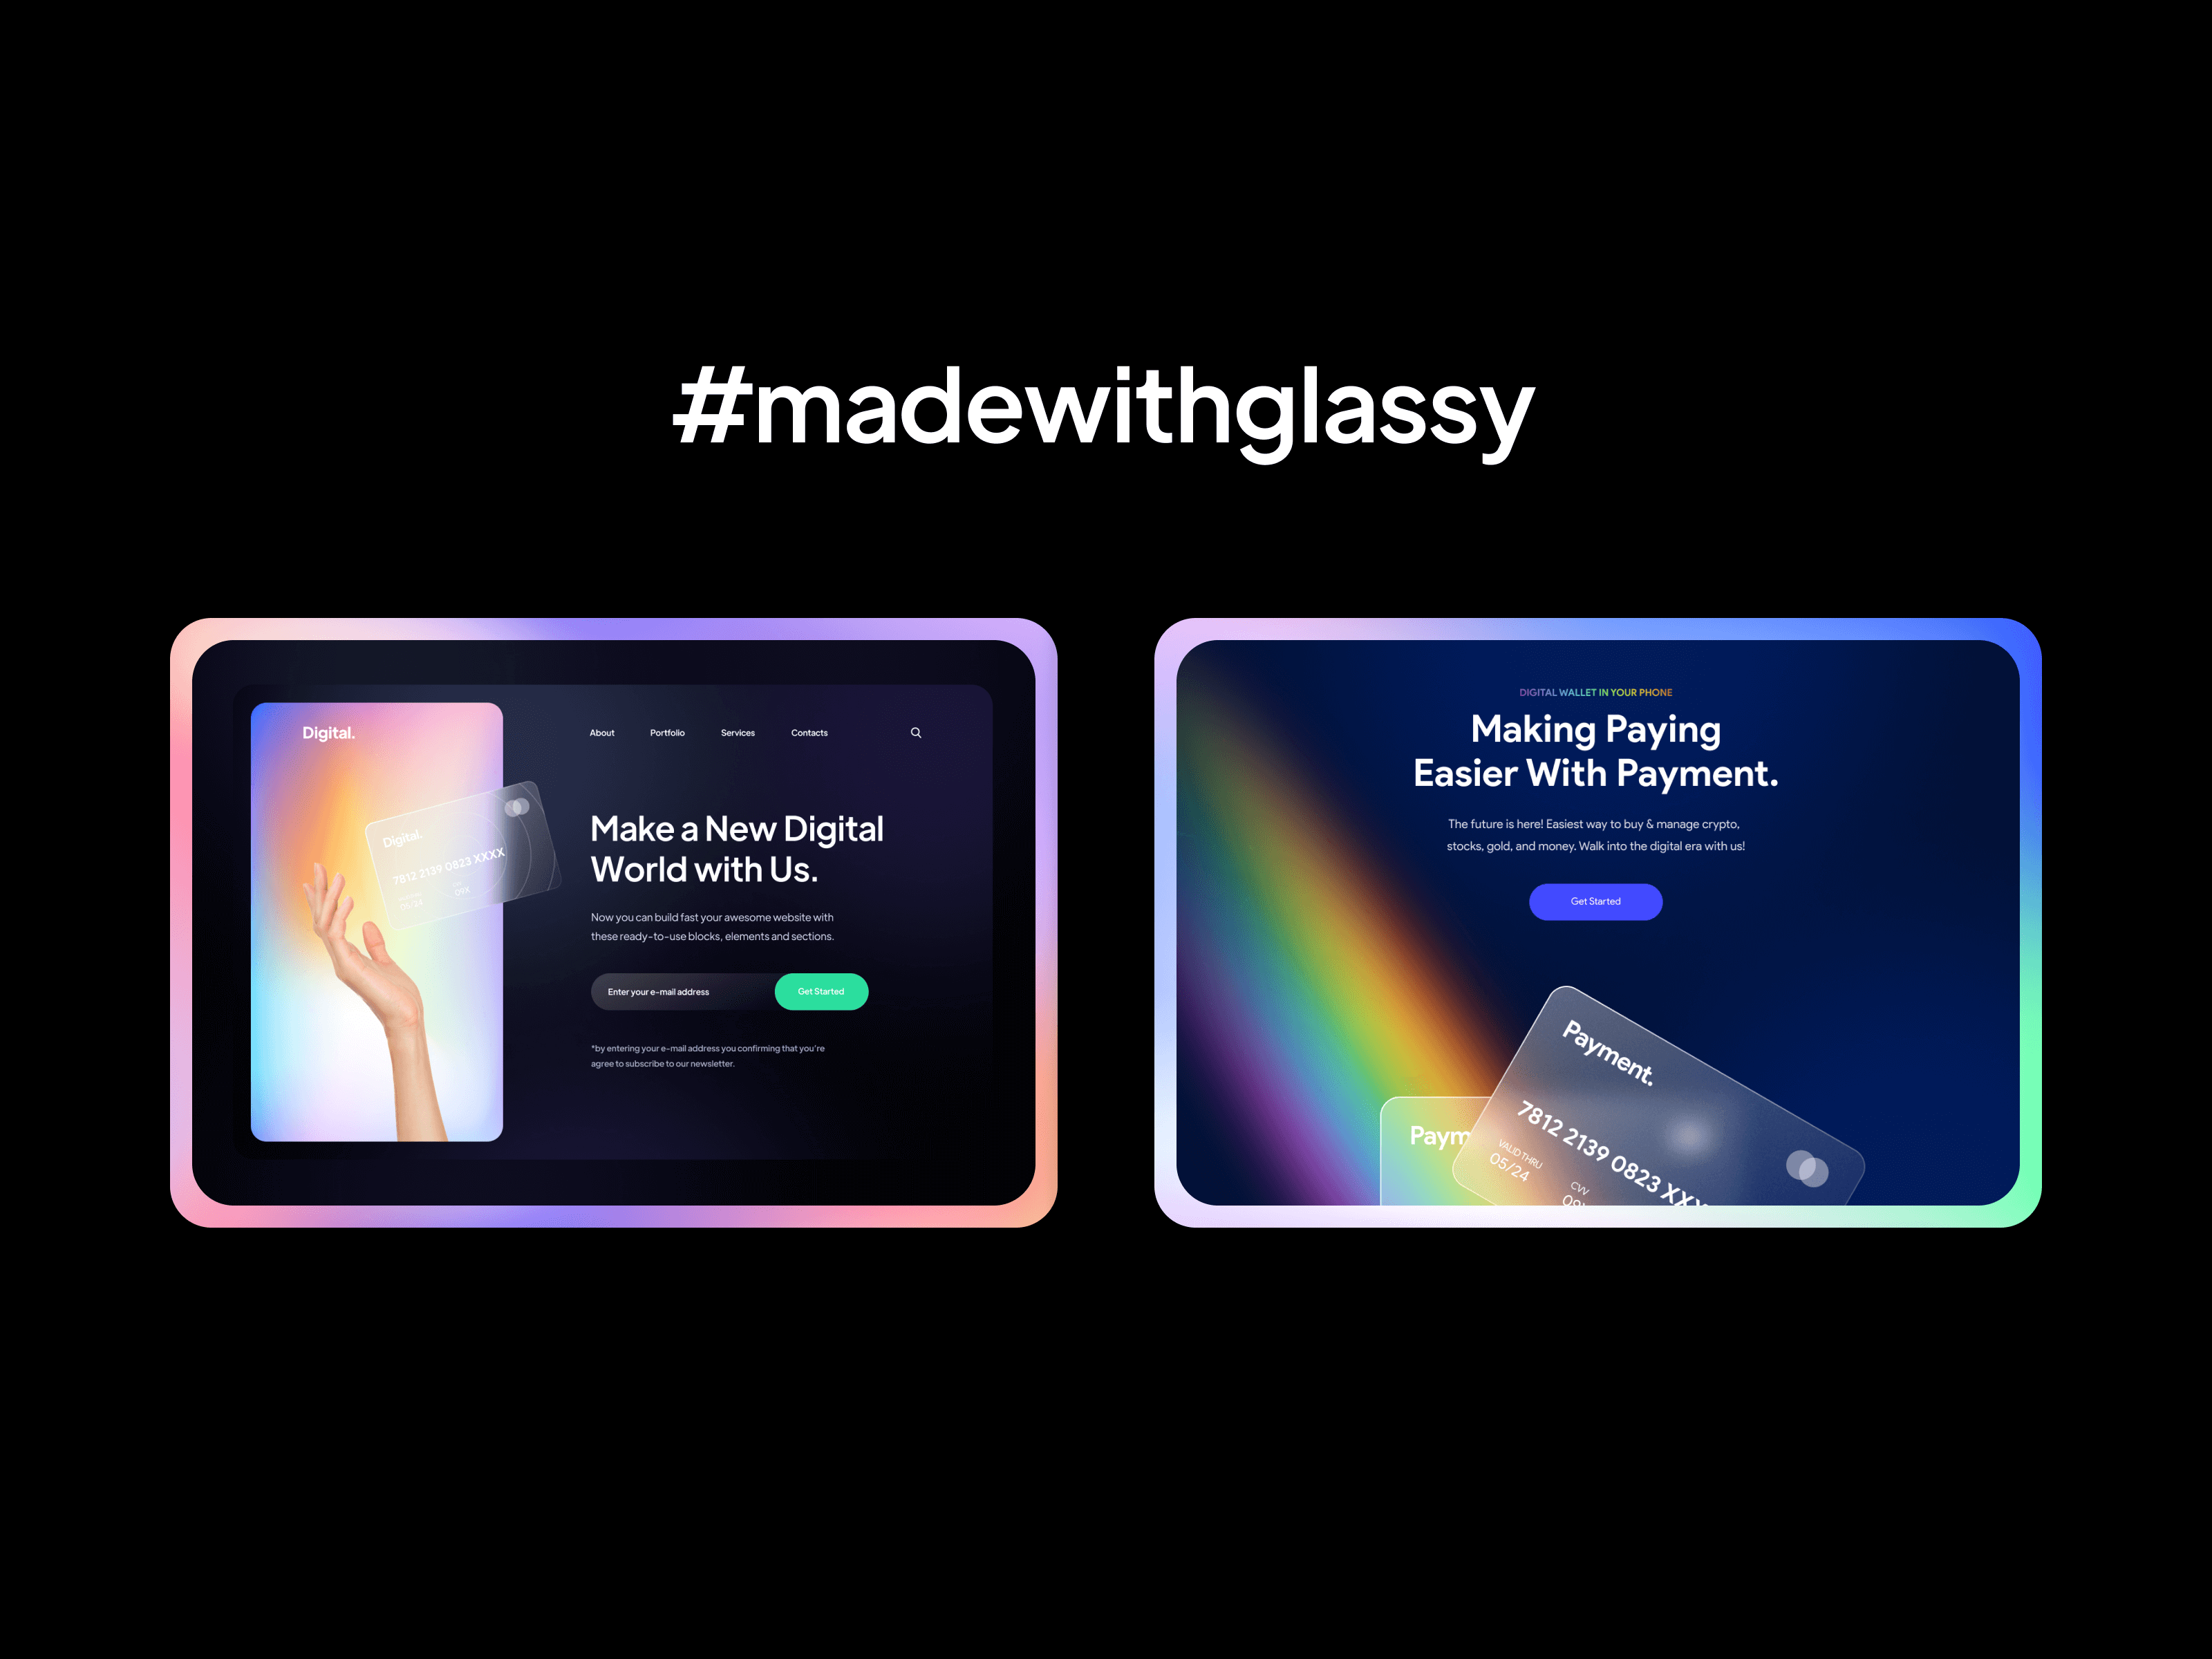 #madewithglassy
Digital.
About
Portfolio
Services
Contacts
Digital.
7812 2139 0823 XXXX
05/24
09X
Make a New Digital
World with Us.
Now you can build fast your awesome website with
these ready-to-use blocks, elements and sections.
Enter your e-mail address
Get Started
*by entering your e-mail address you confirming that you're
agree to subscribe to our newsletter.
DIGITAL WALLET IN YOUR PHONE
Making Paying
Easier With Payment.
The future is here! Easiest way to buy & manage crypto,
stocks, gold, and money. Walk into the digital era with us!
Get Started
Payment.
7812 2139 0823 XXX
VALID THRU
05/24
CVV
Paym